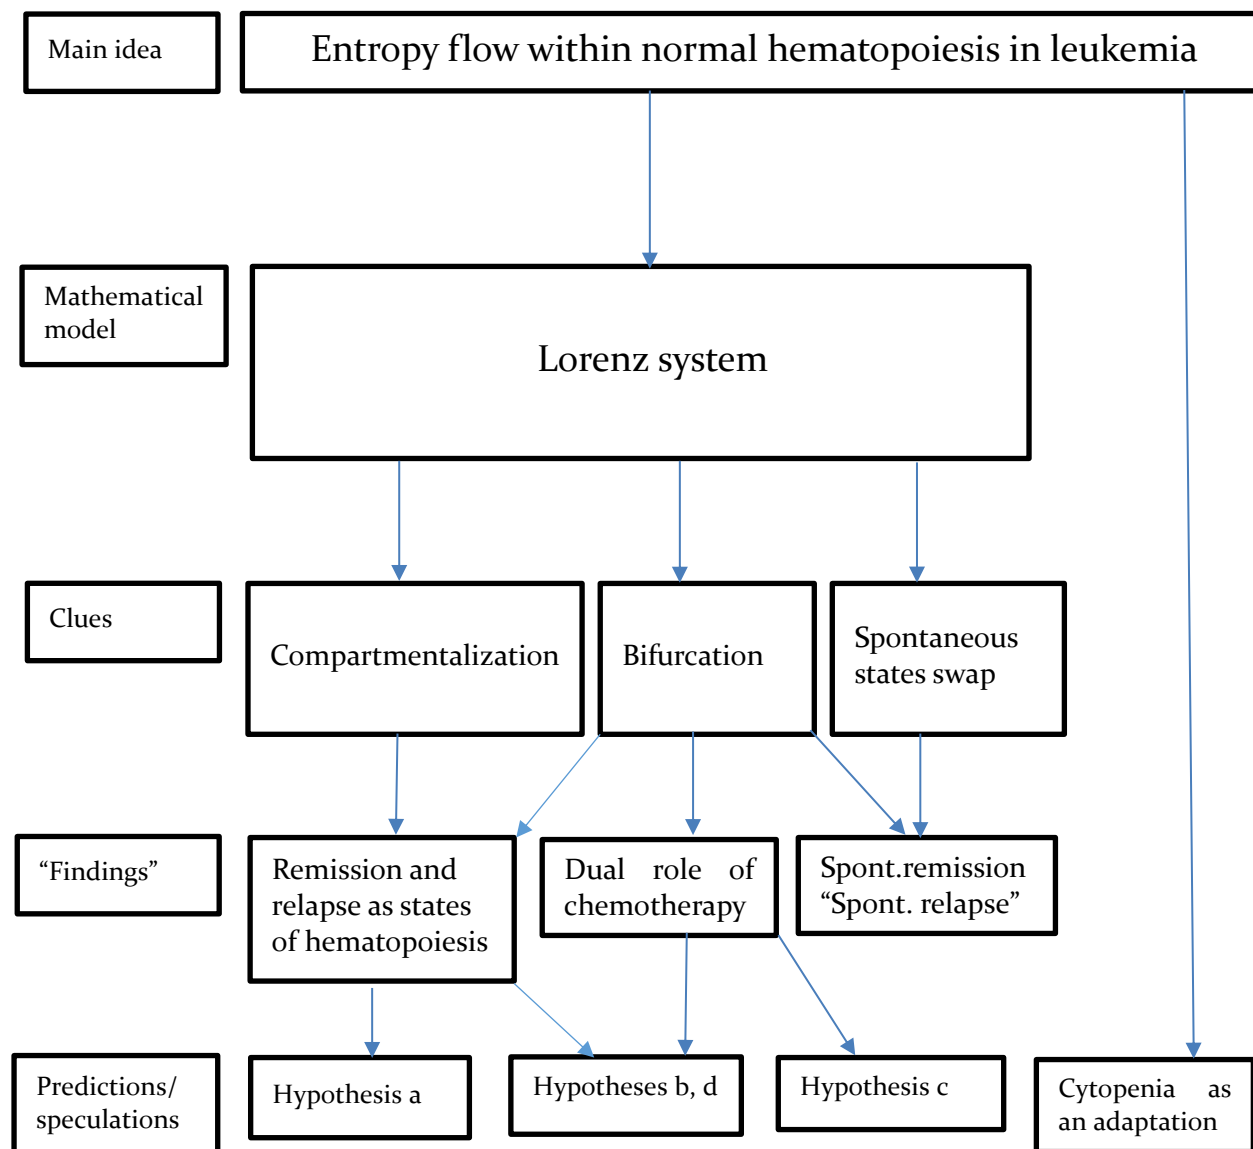 Main idea
Entropy flow within normal hematopoiesis in leukemia
Mathematical
model
Lorenz system
Clues
Compartmentalization
Bifurcation
Spontaneous
states swap
“Findings”
Remission and
relapse as states
of hematopoiesis
Dual role of
chemotherapy
Spont.remission
“Spont. relapse”
Predictions/
speculations
Hypothesis a
Hypotheses b, d
Hypothesis c
Cytopenia as
an adaptation